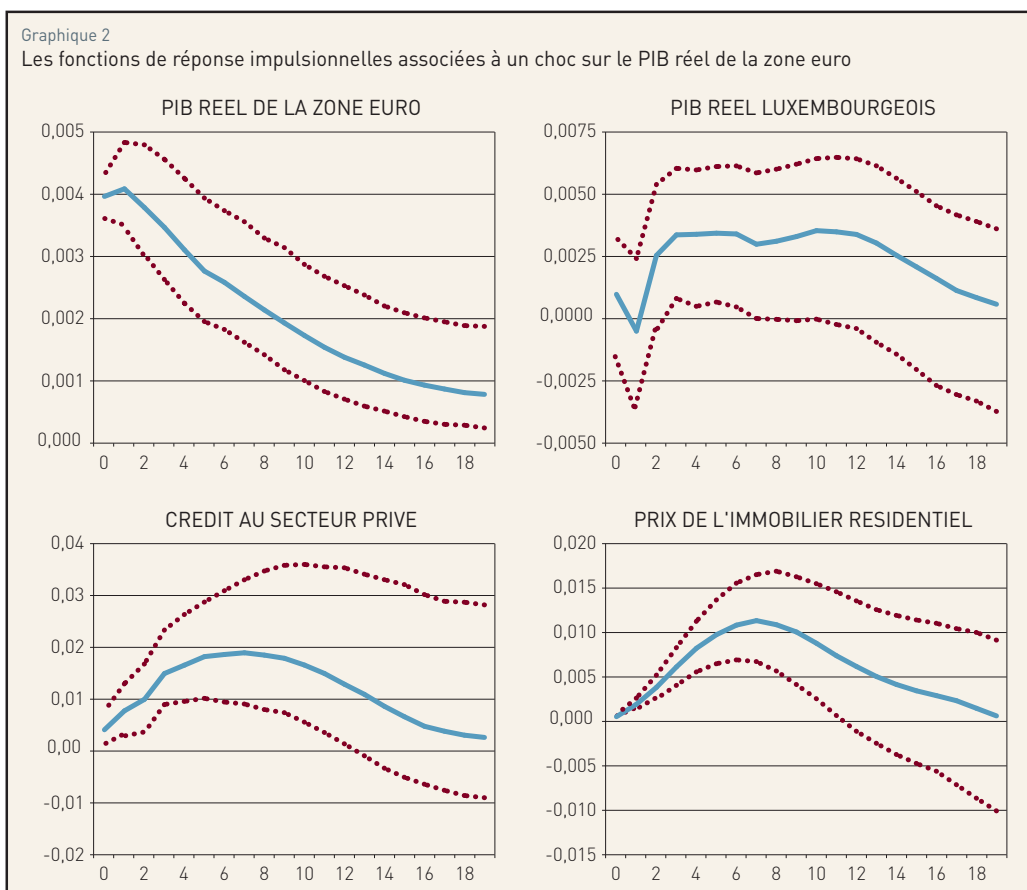 Graphique 2
Les fonctions de réponse impulsionnelles associées à un choc sur le PIB réel de la zone euro
PIB REEL DE LA ZONE EURO
0,005
0,004
0,003
0,002
0,001
0,000
0 2 4 6 8 10 12 14 16 18
PIB REEL LUXEMBOURGEOIS
0,0075
0,0050
0,0025
0,0000
-0,0025
-0,0050
0 2 4 6 8 10 12 14 16 18
CREDIT AU SECTEUR PRIVE
0,04
0,03
0,02
0,01
0,00
-0,01
-0,02
0 2 4 6 8 10 12 14 16 18
PRIX DE L'IMMOBILIER RESIDENTIEL
0,020
0,015
0,010
0,005
0,000
-0,005
-0,010
-0,015
0 2 4 6 8 10 12 14 16 18